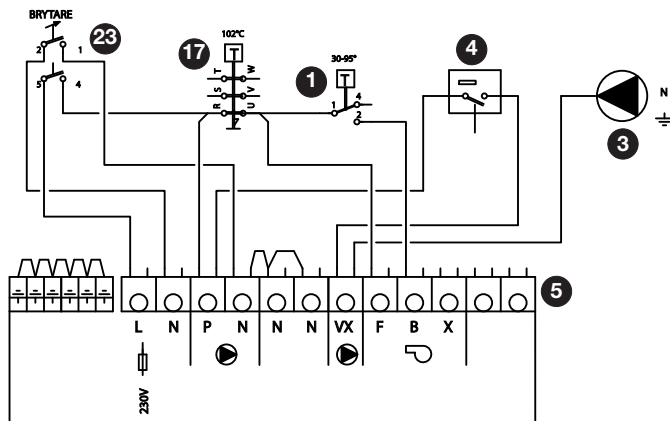 BRYTARE
23
2 1
5 4
102°C
17
T W
S V
R U
30-95°
1
4
1
2
4
N
3
5
L N P N N N VX F B X
230V